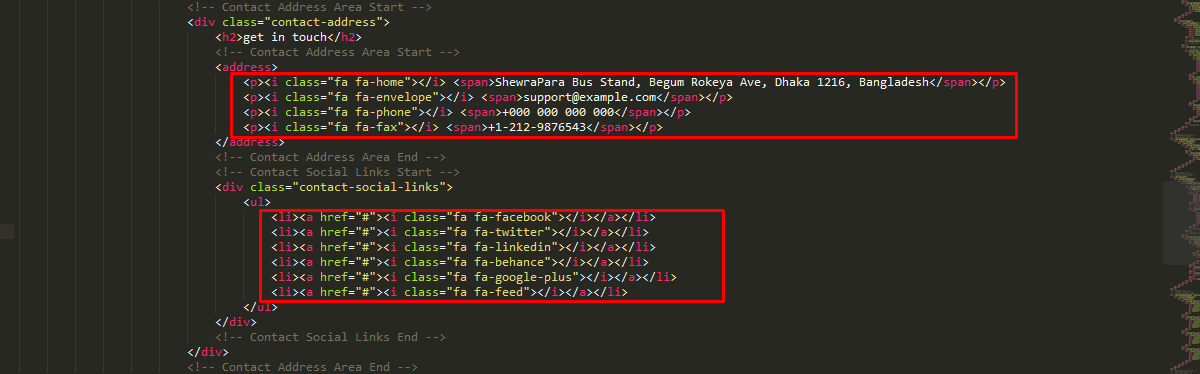 <!-- Contact Address Area Start -->
<div class="contact-address">
<h2>get in touch</h2>
<!-- Contact Address Area Start -->
<address>
<p><i class="fa fa-home"></i> <span>ShewraPara Bus Stand, Begum Rokeya Ave, Dhaka 1216, Bangladesh</span></p>
<p><i class="fa fa-envelope"></i> <span>support@example.com</span></p>
<p><i class="fa fa-phone"></i> <span>+000 000 000 000</span></p>
<p><i class="fa fa-fax"></i> <span>+1-212-9876543</span></p>
</address>
<!-- Contact Address Area End -->
<!-- Contact Social Links Start -->
<div class="contact-social-links">
<ul>
<li><a href="#"><i class="fa fa-facebook"></i></a></li>
<li><a href="#"><i class="fa fa-twitter"></i></a></li>
<li><a href="#"><i class="fa fa-linkedin"></i></a></li>
<li><a href="#"><i class="fa fa-behance"></i></a></li>
<li><a href="#"><i class="fa fa-google-plus"></i></a></li>
<li><a href="#"><i class="fa fa-feed"></i></a></li>
</ul>
</div>
<!-- Contact Social Links End -->
</div>
<!-- Contact Address Area End -->